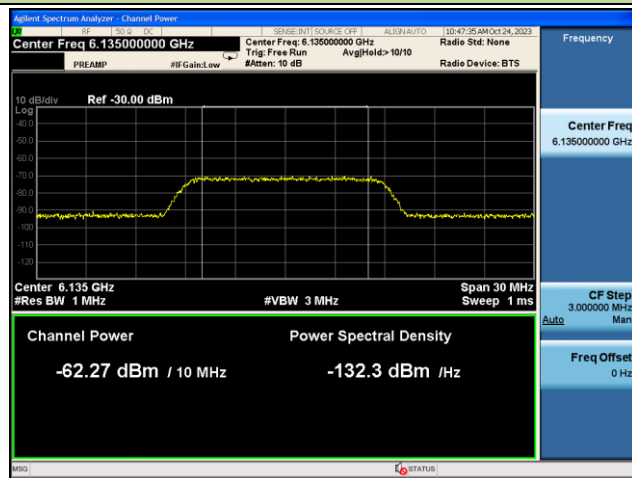 Agilent Spectrum Analyzer - Channel Power
RF 50 Ω DC SENSE:INT SOURCE OFF ALIGNAUTO 10:47:35 AM Oct 24, 2023
Center Freq 6.135000000 GHz Center Freq: 6.135000000 GHz Radio Std: None
Trig: Free Run Avg|Hold:>10/10
PREAMP #IFGain:Low #Atten: 10 dB Radio Device: BTS
Frequency
10 dB/div Ref -30.00 dBm
Log
-40.0
-50.0
-60.0
-70.0
-80.0
-90.0
-100
-110
-120
Center 6.135 GHz Span 30 MHz
#Res BW 1 MHz #VBW 3 MHz Sweep 1 ms
Channel Power Power Spectral Density
-62.27 dBm / 10 MHz -132.3 dBm /Hz
Center Freq
6.135000000 GHz
CF Step
3.000000 MHz
Auto Man
Freq Offset
0 Hz
MSG STATUS